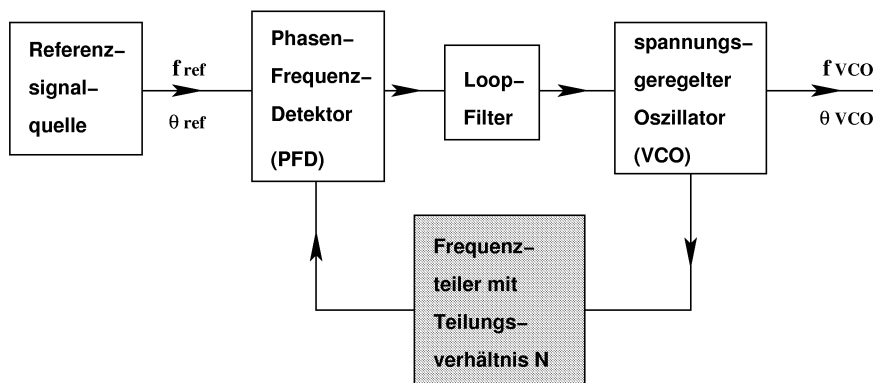 Referenz–
signal–
quelle
f ref
θ ref
Phasen–
Frequenz–
Detektor
(PFD)
Loop–
Filter
spannungs–
geregelter
Oszillator
(VCO)
f VCO
θ VCO
Frequenz–
teiler mit
Teilungs–
verhältnis N